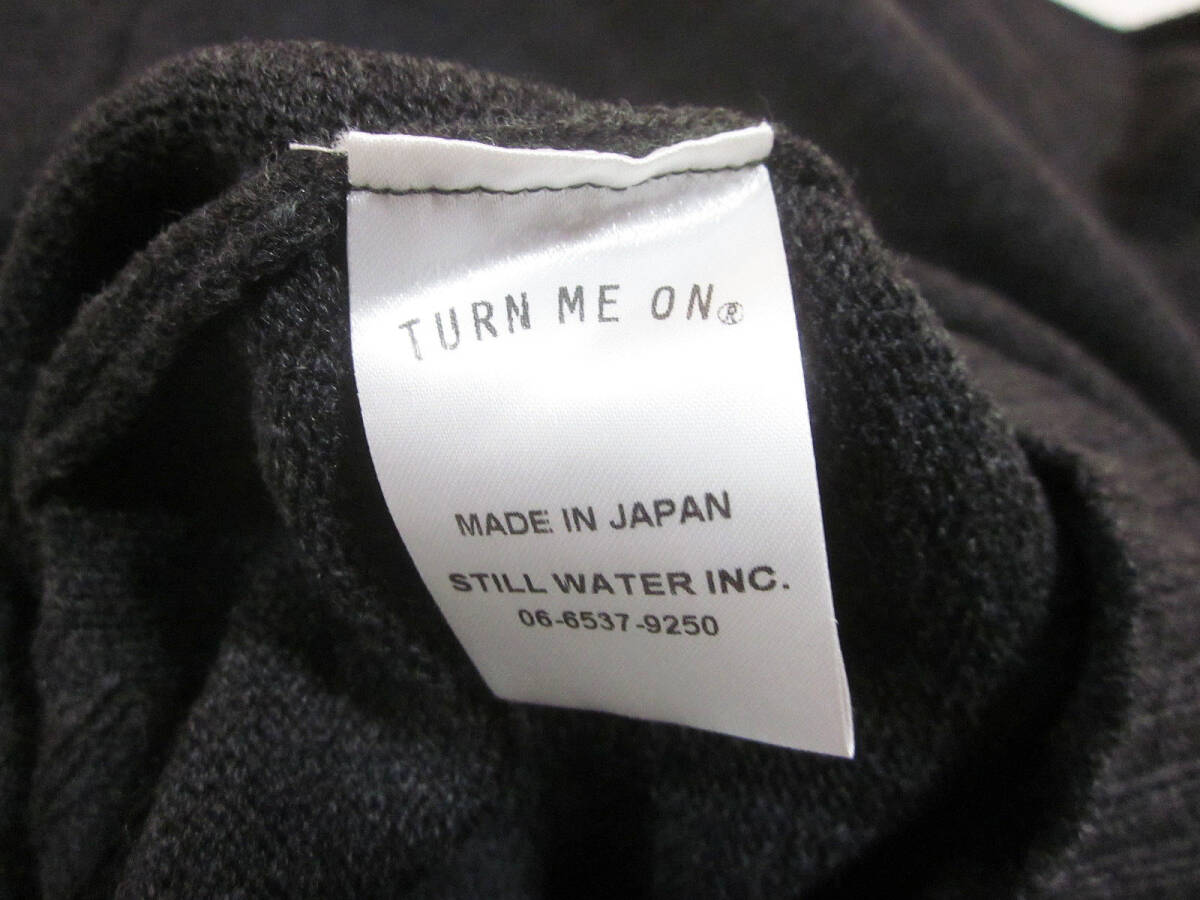 TURN ME ON®
MADE IN JAPAN
STILL WATER INC.
06-6537-9250